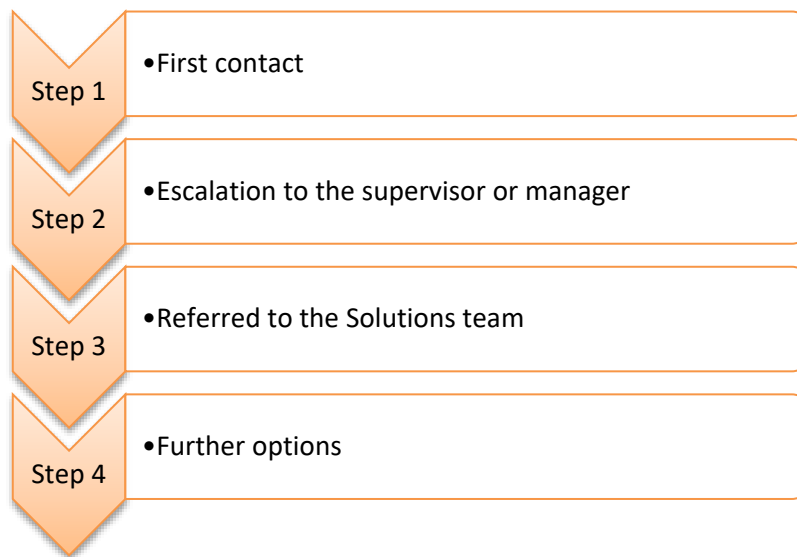 Step 1
•First contact
Step 2
•Escalation to the supervisor or manager
Step 3
•Referred to the Solutions team
Step 4
•Further options